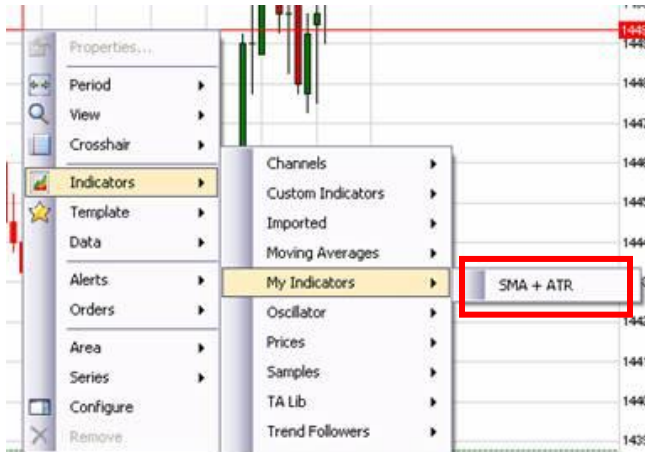 Properties...
Period
View
Crosshair
Indicators
Template
Data
Alerts
Orders
Area
Series
Configure
Remove
Channels
Custom Indicators
Imported
Moving Averages
My Indicators
Oscillator
Prices
Samples
TA Lib
Trend Followers
SMA + ATR